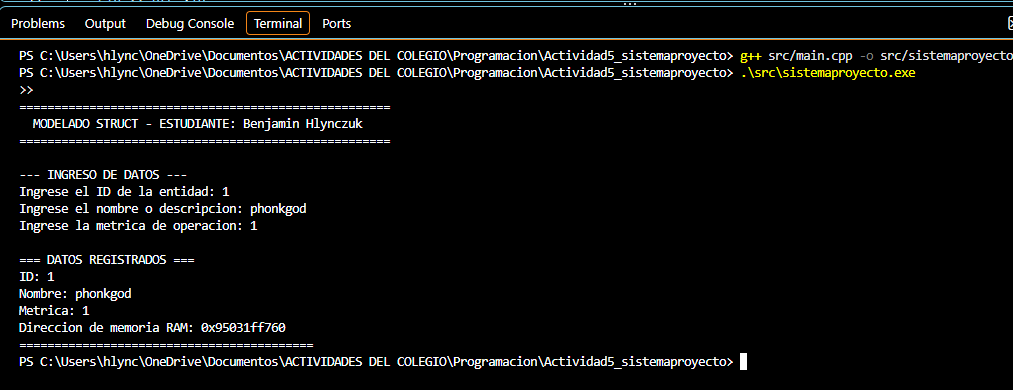 Problems Output Debug Console Terminal Ports
PS C:\Users\hlync\OneDrive\Documentos\ACTIVIDADES DEL COLEGIO\Programacion\Actividad5_sistemaproyecto> g++ src/main.cpp -o src/sistemaproyecto
PS C:\Users\hlync\OneDrive\Documentos\ACTIVIDADES DEL COLEGIO\Programacion\Actividad5_sistemaproyecto> .\src\sistemaproyecto.exe
>>
=====================================================
MODELADO STRUCT - ESTUDIANTE: Benjamin Hlynczuk
=====================================================
--- INGRESO DE DATOS ---
Ingrese el ID de la entidad: 1
Ingrese el nombre o descripcion: phonkgod
Ingrese la metrica de operacion: 1
=== DATOS REGISTRADOS ===
ID: 1
Nombre: phonkgod
Metrica: 1
Direccion de memoria RAM: 0x95031ff760
==========================================
PS C:\Users\hlync\OneDrive\Documentos\ACTIVIDADES DEL COLEGIO\Programacion\Actividad5_sistemaproyecto>